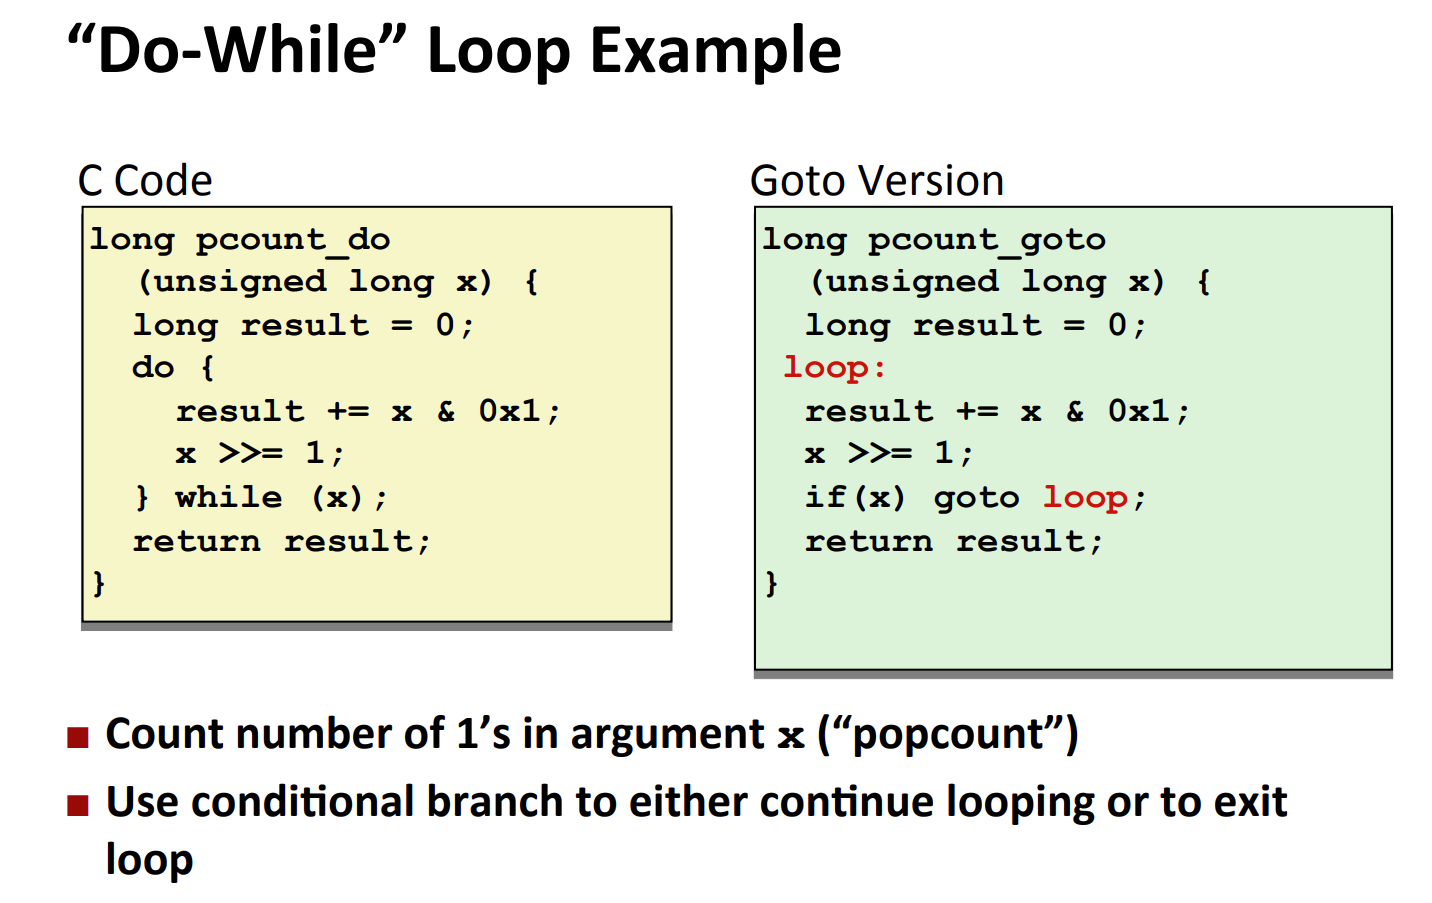 “Do-While” Loop Example
C Code
long pcount_do
(unsigned long x) {
long result = 0;
do {
result += x & 0x1;
x >>= 1;
} while (x);
return result;
}
Goto Version
long pcount_goto
(unsigned long x) {
long result = 0;
loop:
result += x & 0x1;
x >>= 1;
if(x) goto loop;
return result;
}
Count number of 1’s in argument x (“popcount”)
Use conditional branch to either continue looping or to exit
loop